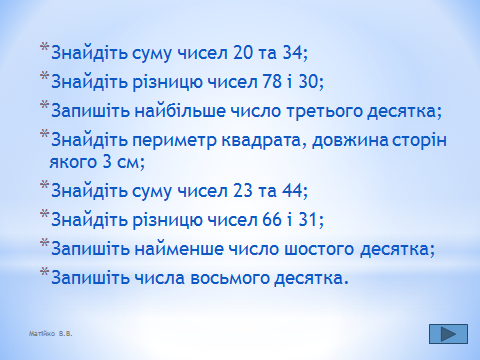 *Знайдіть суму чисел 20 та 34;
*Знайдіть різницю чисел 78 і 30;
*Запишіть найбільше число третього десятка;
*Знайдіть периметр квадрата, довжина сторін
якого 3 см;
*Знайдіть суму чисел 23 та 44;
*Знайдіть різницю чисел 66 і 31;
*Запишіть найменше число шостого десятка;
*Запишіть числа восьмого десятка.
Матійко В.В.